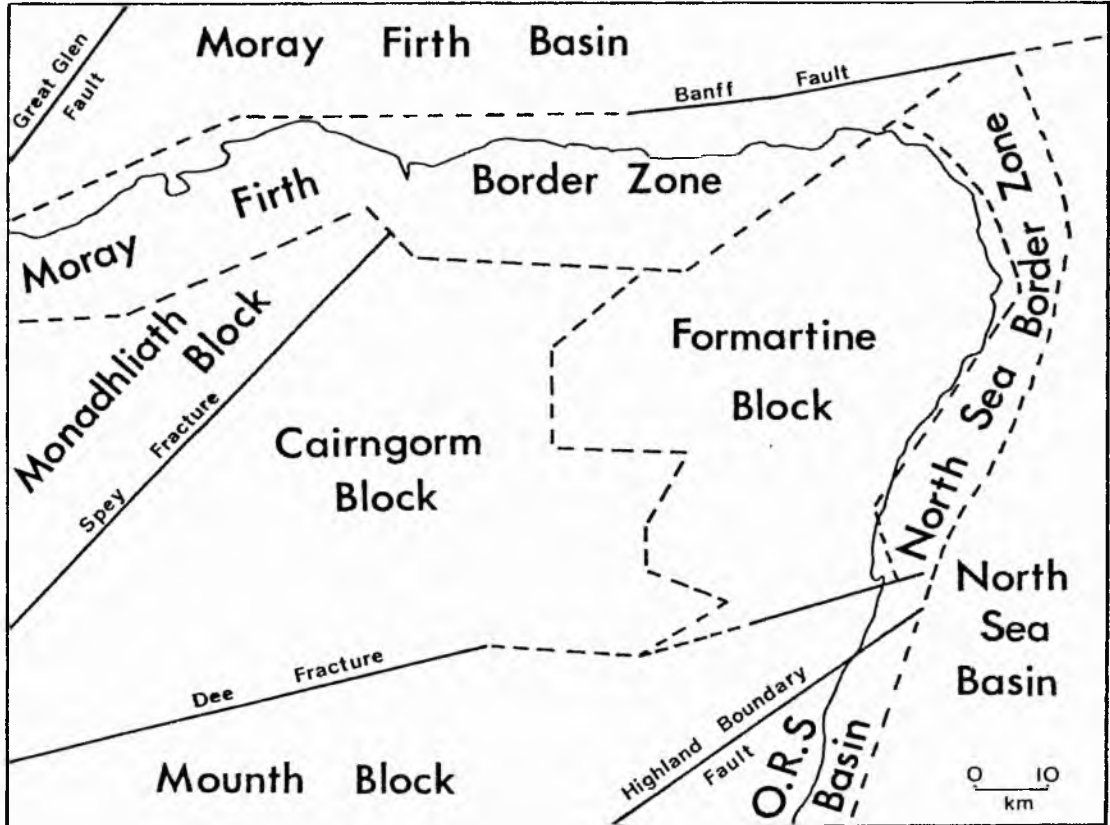 Moray Firth Basin
Great Glen
Fault
Banff Fault
Moray Firth Border Zone
Monadhliath
Block
Spey Fracture
Cairngorm
Block
Formartine
Block
North Sea Border Zone
North
Sea
Basin
Dee Fracture
Mounth Block
Highland Boundary
Fault
O.R.S
Basin
0 10
km